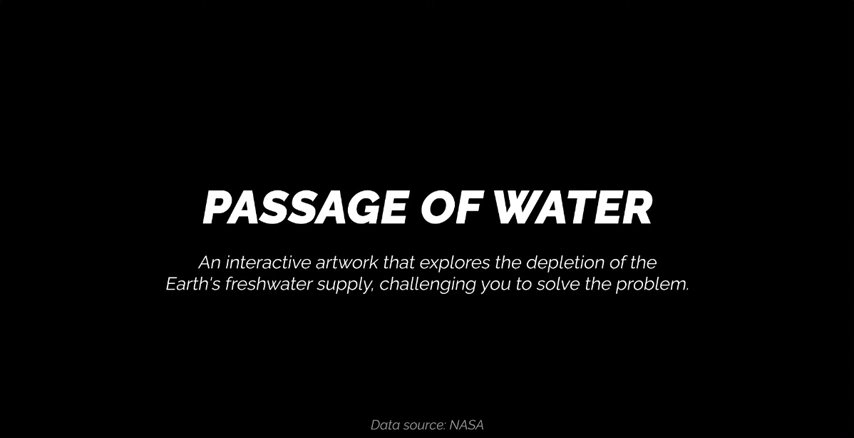 PASSAGE OF WATER
An interactive artwork that explores the depletion of the
Earth's freshwater supply, challenging you to solve the problem.
Data source: NASA